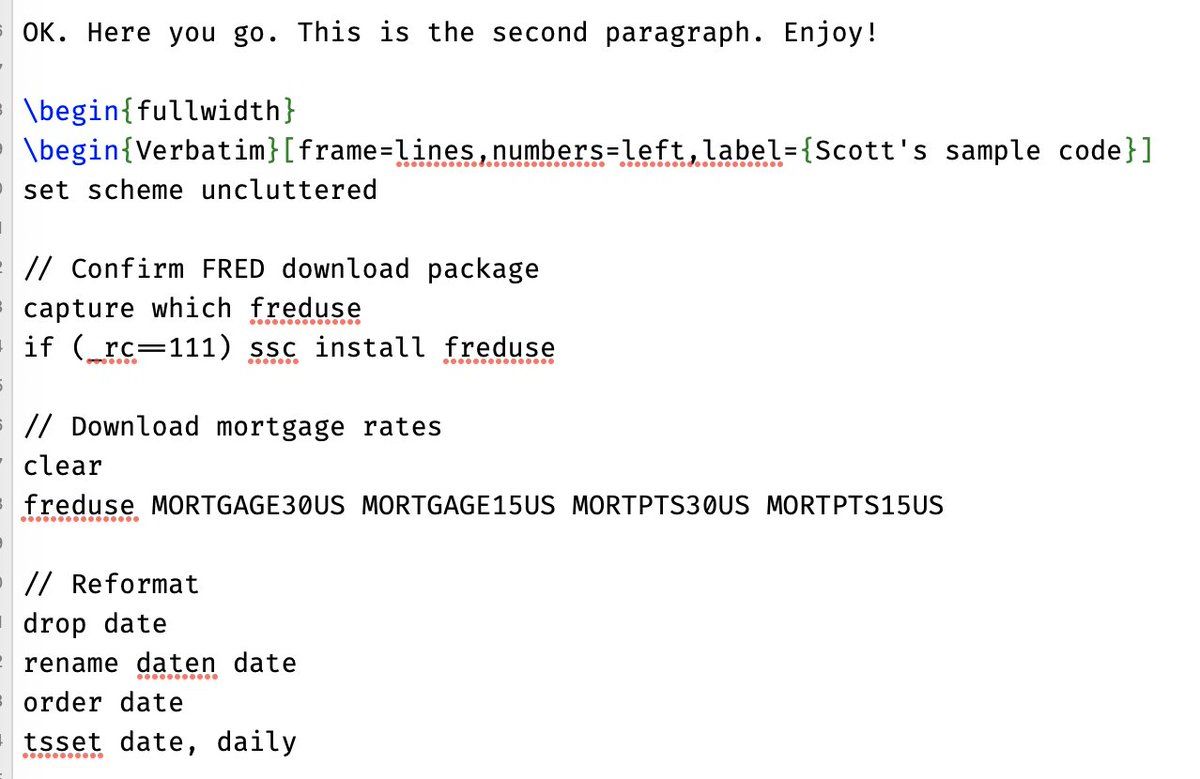 OK. Here you go. This is the second paragraph. Enjoy!
\begin{fullwidth}
\begin{Verbatim}[frame=lines,numbers=left,label={Scott's sample code}]
set scheme uncluttered
// Confirm FRED download package
capture which freduse
if (_rc==111) ssc install freduse
// Download mortgage rates
clear
freduse MORTGAGE30US MORTGAGE15US MORTPTS30US MORTPTS15US
// Reformat
drop date
rename daten date
order date
tsset date, daily